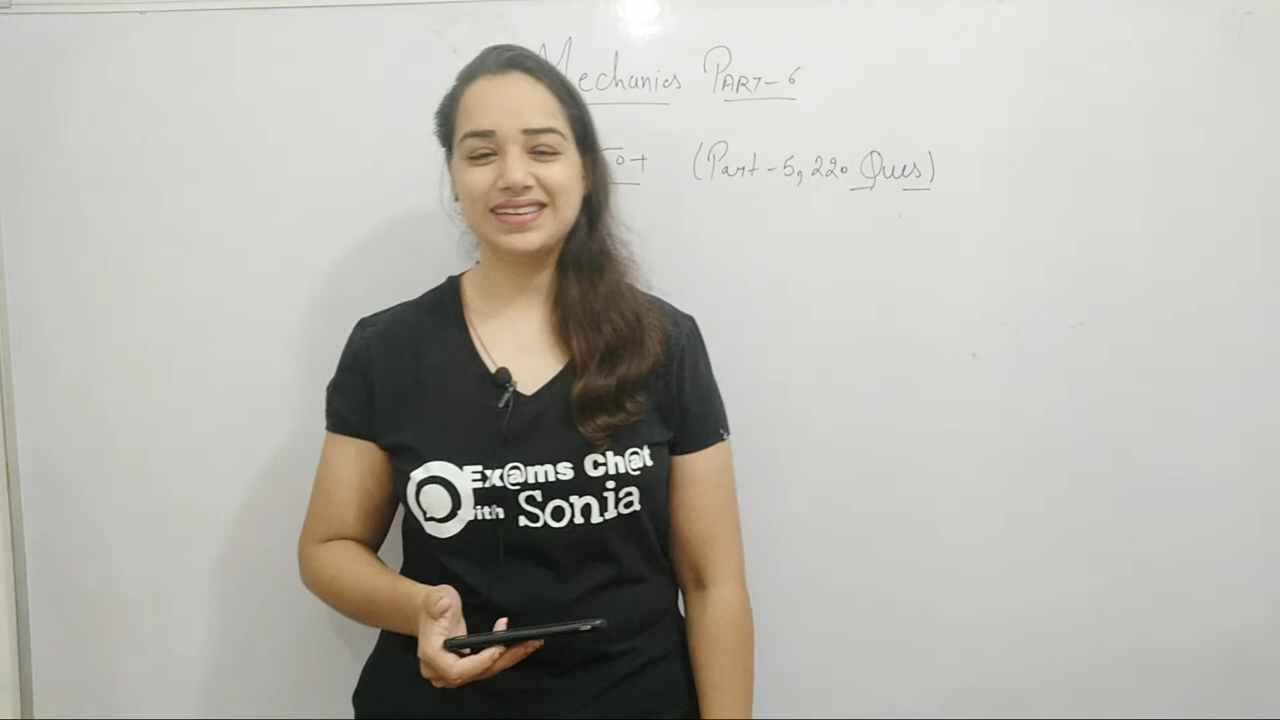 Mechanics PART-6
(Part-5, 220 Ques)
Ex@ms Ch@t
with Sonia